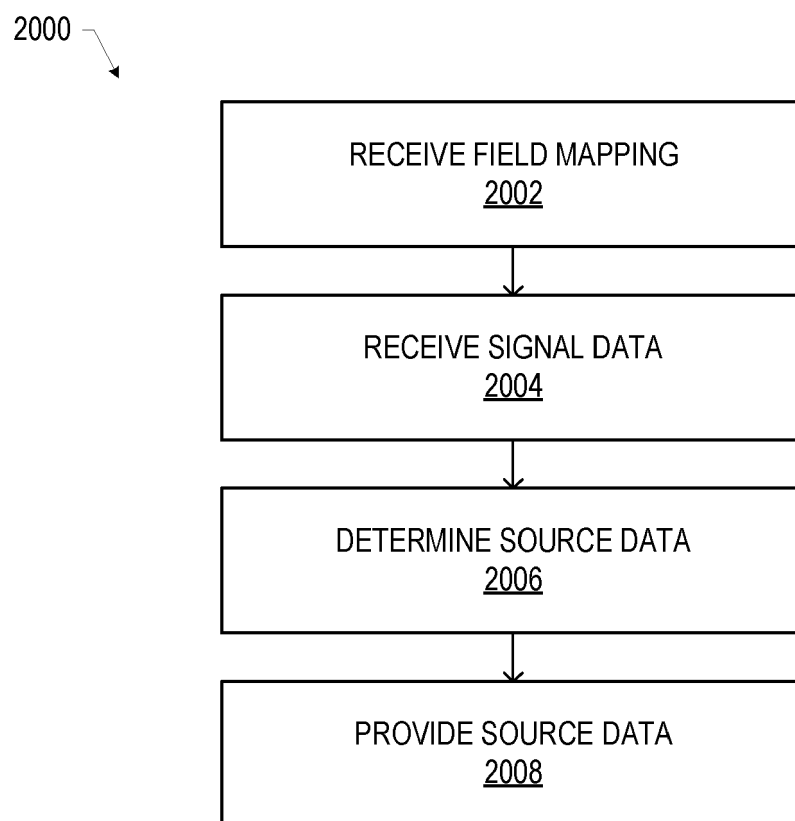 2000
RECEIVE FIELD MAPPING
2002
RECEIVE SIGNAL DATA
2004
DETERMINE SOURCE DATA
2006
PROVIDE SOURCE DATA
2008